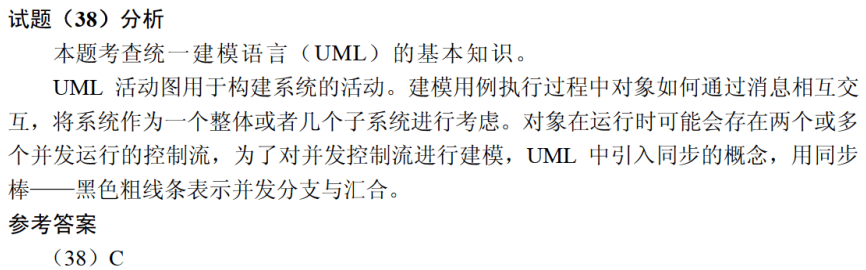 试题（38）分析
本题考查统一建模语言（UML）的基本知识。
UML 活动图用于构建系统的活动。建模用例执行过程中对象如何通过消息相互交
互，将系统作为一个整体或者几个子系统进行考虑。对象在运行时可能会存在两个或多
个并发运行的控制流，为了对并发控制流进行建模，UML 中引入同步的概念，用同步
棒——黑色粗线条表示并发分支与汇合。
参考答案
（38）C